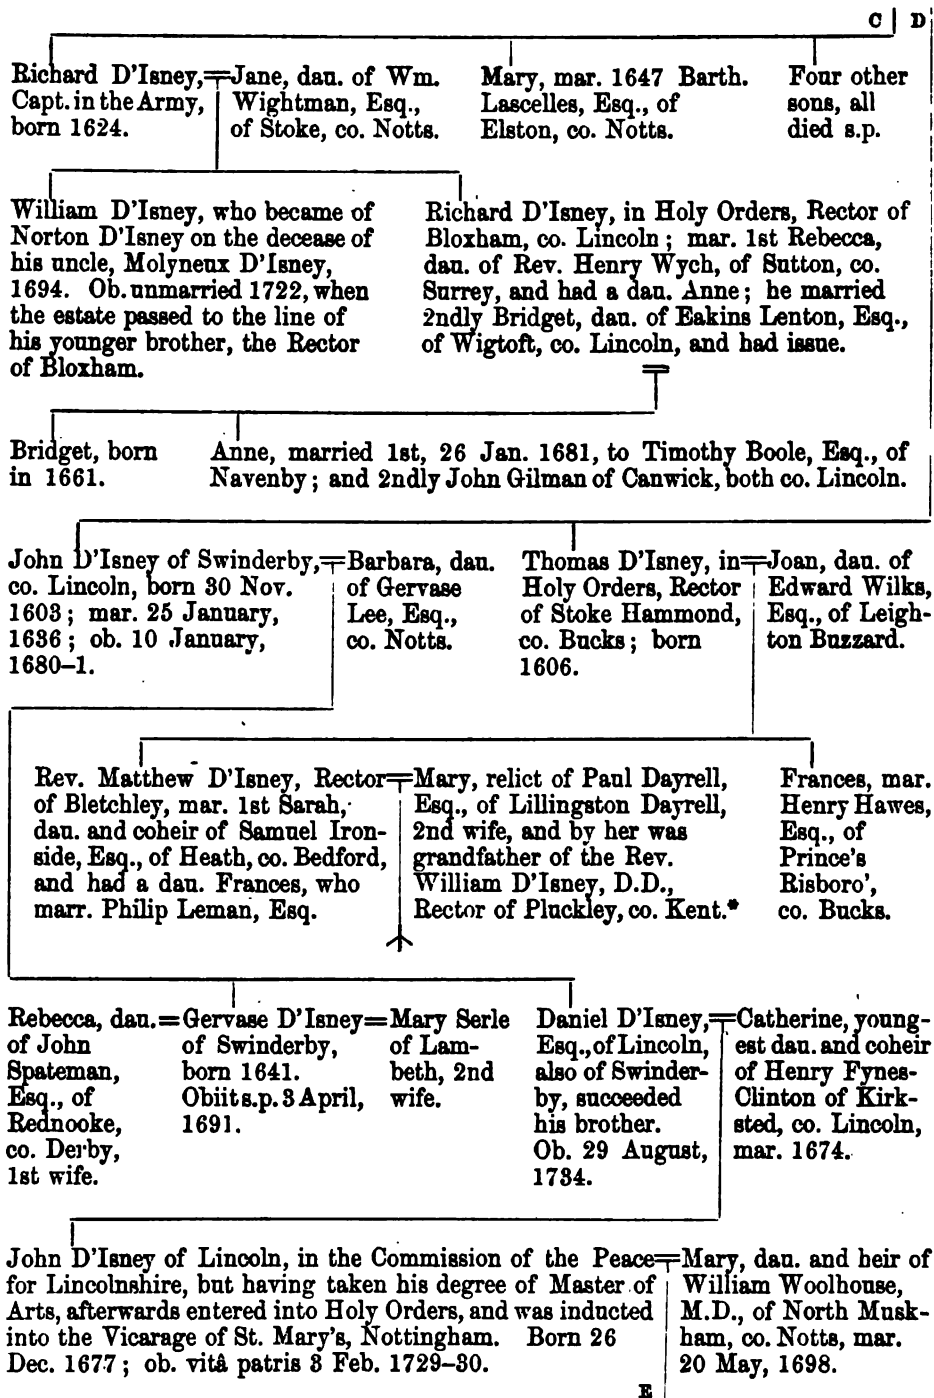 C | D
Richard D'Isney,
Capt. in the Army,
born 1624.
Jane, dau. of Wm.
Wightman, Esq.,
of Stoke, co. Notts.
Mary, mar. 1647 Barth.
Lascelles, Esq., of
Elston, co. Notts.
Four other
sons, all
died s.p.
William D'Isney, who became of
Norton D'Isney on the decease of
his uncle, Molyneux D'Isney,
1694. Ob. unmarried 1722, when
the estate passed to the line of
his younger brother, the Rector
of Bloxham.
Richard D'Isney, in Holy Orders, Rector of
Bloxham, co. Lincoln; mar. 1st Rebecca,
dau. of Rev. Henry Wych, of Sutton, co.
Surrey, and had a dau. Anne; he married
2ndly Bridget, dau. of Eakins Lenton, Esq.,
of Wigtoft, co. Lincoln, and had issue.
Bridget, born
in 1661.
Anne, married 1st, 26 Jan. 1681, to Timothy Boole, Esq., of
Navenby; and 2ndly John Gilman of Canwick, both co. Lincoln.
John D'Isney of Swinderby,
co. Lincoln, born 30 Nov.
1603; mar. 25 January,
1636; ob. 10 January,
1680–1.
Barbara, dau.
of Gervase
Lee, Esq.,
co. Notts.
Thomas D'Isney, in
Holy Orders, Rector
of Stoke Hammond,
co. Bucks; born
1606.
Joan, dau. of
Edward Wilks,
Esq., of Leigh-
ton Buzzard.
Rev. Matthew D'Isney, Rector
of Bletchley, mar. 1st Sarah,
dau. and coheir of Samuel Iron-
side, Esq., of Heath, co. Bedford,
and had a dau. Frances, who
marr. Philip Leman, Esq.
Mary, relict of Paul Dayrell,
Esq., of Lillingston Dayrell,
2nd wife, and by her was
grandfather of the Rev.
William D'Isney, D.D.,
Rector of Pluckley, co. Kent.*
Frances, mar.
Henry Hawes,
Esq., of
Prince's
Risboro',
co. Bucks.
Rebecca, dau.
of John
Spateman,
Esq., of
Rednooke,
co. Derby,
1st wife.
Gervase D'Isney
of Swinderby,
born 1641.
Obiit s.p. 3 April,
1691.
Mary Serle
of Lam-
beth, 2nd
wife.
Daniel D'Isney,
Esq., of Lincoln,
also of Swinder-
by, succeeded
his brother.
Ob. 29 August,
1734.
Catherine, young-
est dau. and coheir
of Henry Fynes-
Clinton of Kirk-
sted, co. Lincoln,
mar. 1674.
John D'Isney of Lincoln, in the Commission of the Peace
for Lincolnshire, but having taken his degree of Master of
Arts, afterwards entered into Holy Orders, and was inducted
into the Vicarage of St. Mary's, Nottingham. Born 26
Dec. 1677; ob. vitâ patris 3 Feb. 1729–30.
Mary, dau. and heir of
William Woolhouse,
M.D., of North Musk-
ham, co. Notts, mar.
20 May, 1698.
E